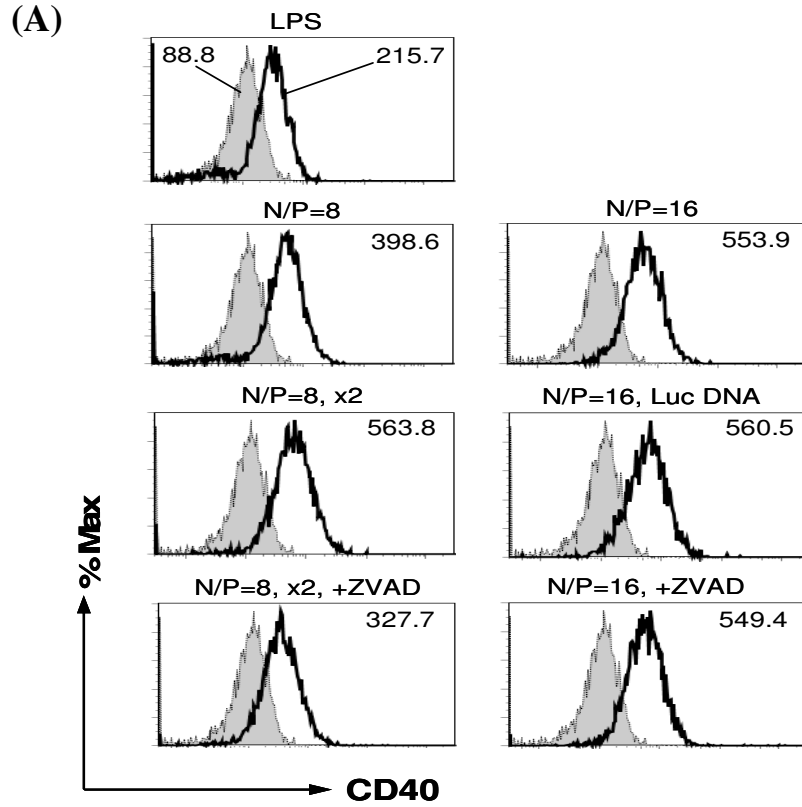 (A)
LPS
88.8 215.7
N/P=8 N/P=16
398.6 553.9
N/P=8, x2 N/P=16, Luc DNA
563.8 560.5
N/P=8, x2, +ZVAD N/P=16, +ZVAD
327.7 549.4
%Max
CD40